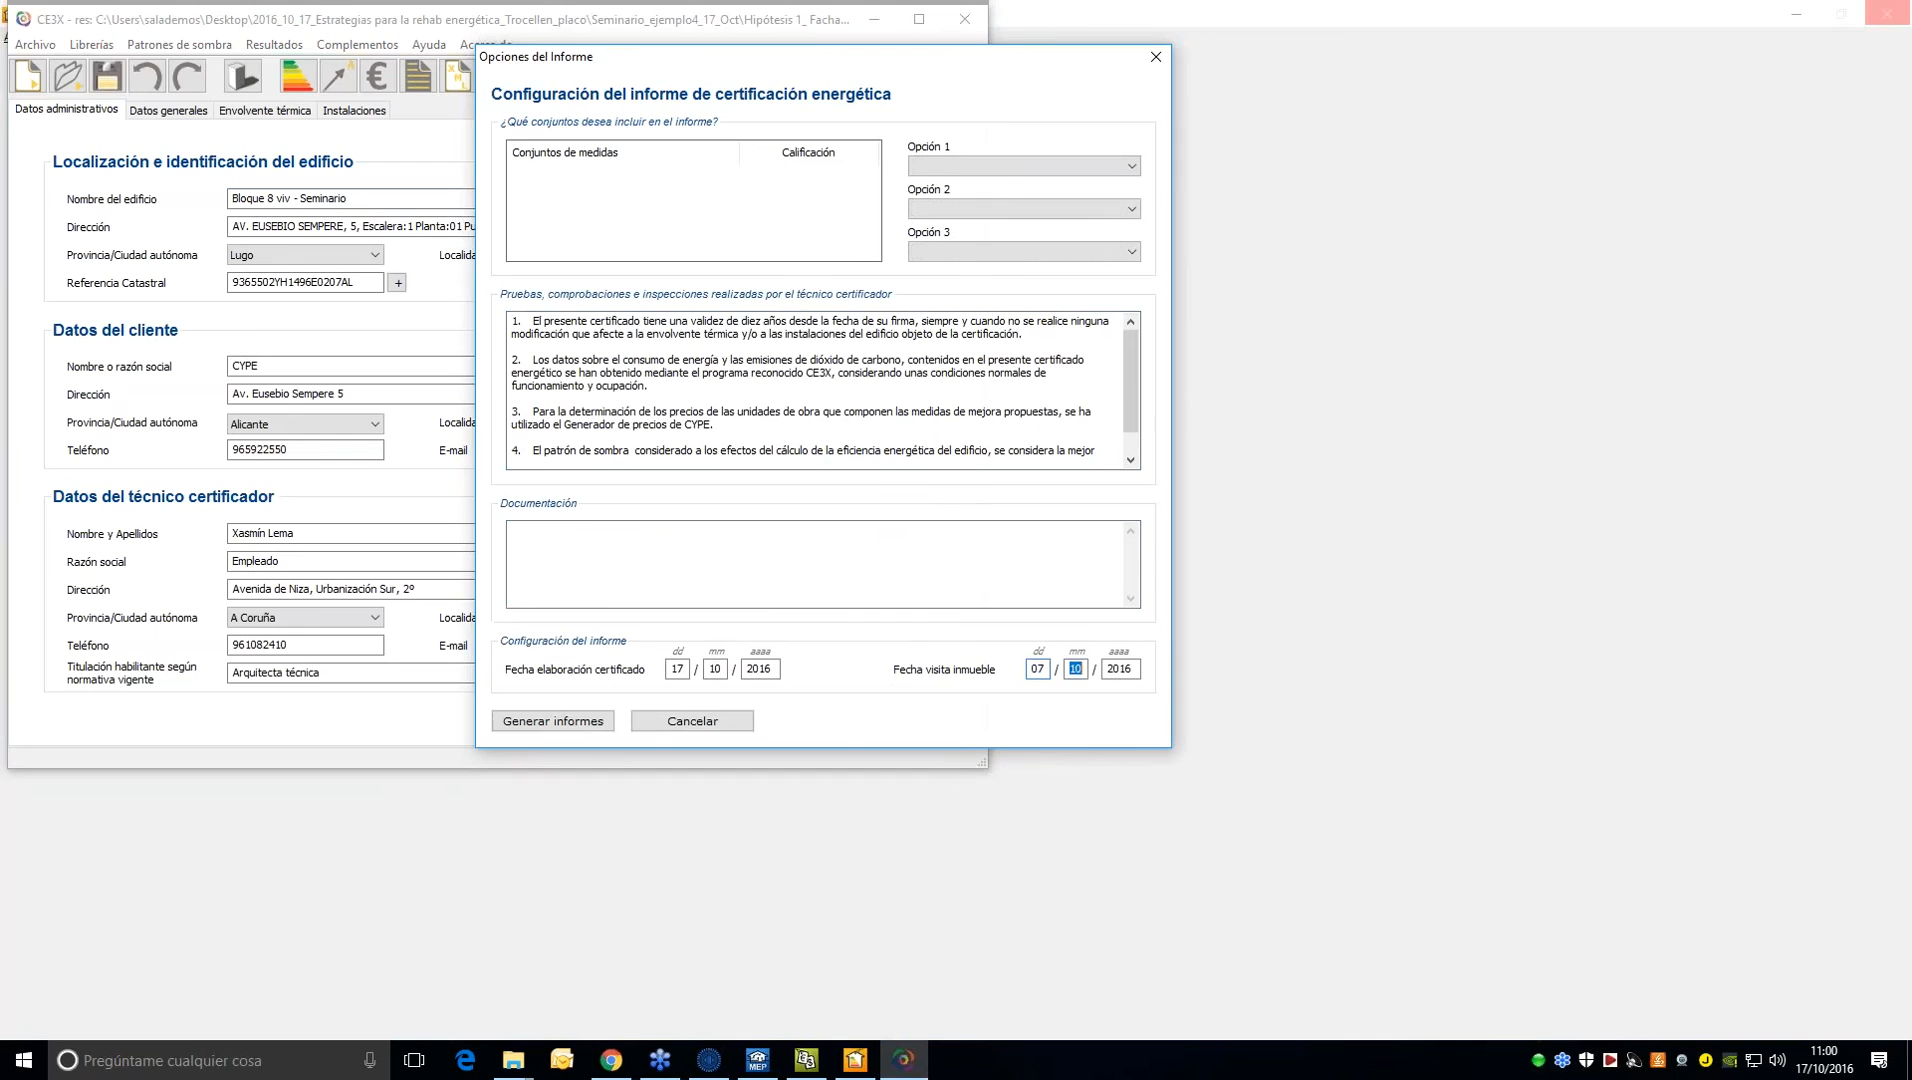 CE3X - res: C:\Users\salademos\Desktop\2016_10_17_Estrategias para la rehab energética_Trocellen_placo\Seminario_ejemplo4_17_Oct\Hipótesis 1_ Facha...
Archivo Librerías Patrones de sombra Resultados Complementos Ayuda
Datos administrativos Datos generales Envolvente térmica Instalaciones
Localización e identificación del edificio
Nombre del edificio Bloque 8 viv - Seminario
Dirección AV. EUSEBIO SEMPERE, 5, Escalera:1 Planta:01 Pu
Provincia/Ciudad autónoma Lugo Localida
Referencia Catastral 9365502YH1496E0207AL +
Datos del cliente
Nombre o razón social CYPE
Dirección Av. Eusebio Sempere 5
Provincia/Ciudad autónoma Alicante Localida
Teléfono 965922550 E-mail
Datos del técnico certificador
Nombre y Apellidos Xasmín Lema
Razón social Empleado
Dirección Avenida de Niza, Urbanización Sur, 2º
Provincia/Ciudad autónoma A Coruña Localida
Teléfono 961082410 E-mail
Titulación habilitante según
normativa vigente Arquitecta técnica
Opciones del Informe
Configuración del informe de certificación energética
¿Qué conjuntos desea incluir en el informe?
Conjuntos de medidas Calificación
Opción 1
Opción 2
Opción 3
Pruebas, comprobaciones e inspecciones realizadas por el técnico certificador
1. El presente certificado tiene una validez de diez años desde la fecha de su firma, siempre y cuando no se realice ninguna
modificación que afecte a la envolvente térmica y/o a las instalaciones del edificio objeto de la certificación.
2. Los datos sobre el consumo de energía y las emisiones de dióxido de carbono, contenidos en el presente certificado
energético se han obtenido mediante el programa reconocido CE3X, considerando unas condiciones normales de
funcionamiento y ocupación.
3. Para la determinación de los precios de las unidades de obra que componen las medidas de mejora propuestas, se ha
utilizado el Generador de precios de CYPE.
4. El patrón de sombra considerado a los efectos del cálculo de la eficiencia energética del edificio, se considera la mejor
Documentación
Configuración del informe
dd mm aaaa dd mm aaaa
Fecha elaboración certificado 17 / 10 / 2016 Fecha visita inmueble 07 / 10 / 2016
Generar informes Cancelar
Pregúntame cualquier cosa
MEP
11:00
17/10/2016